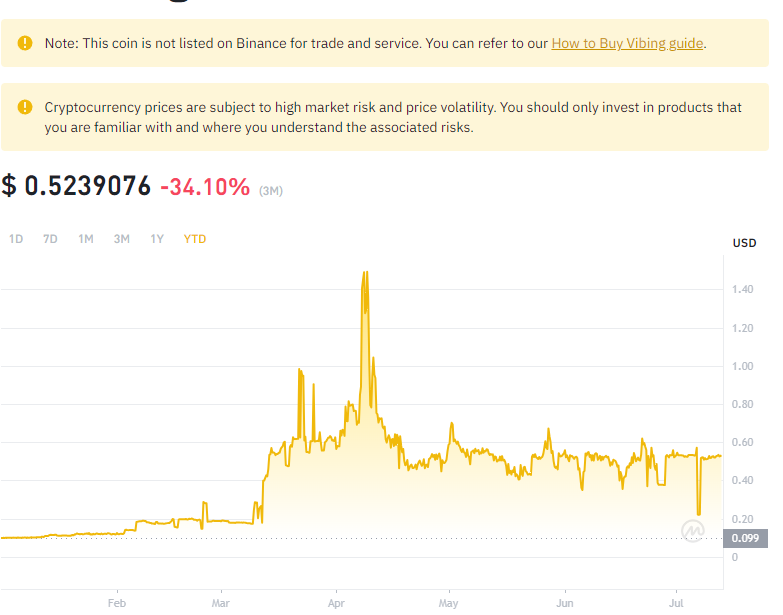 Note: This coin is not listed on Binance for trade and service. You can refer to our How to Buy Vibing guide.
Cryptocurrency prices are subject to high market risk and price volatility. You should only invest in products that
you are familiar with and where you understand the associated risks.
$ 0.5239076 -34.10% (3M)
1D 7D 1M 3M 1Y YTD
USD
1.40
1.20
1.00
0.80
0.60
0.40
0.20
0.099
0
Feb Mar Apr May Jun Jul